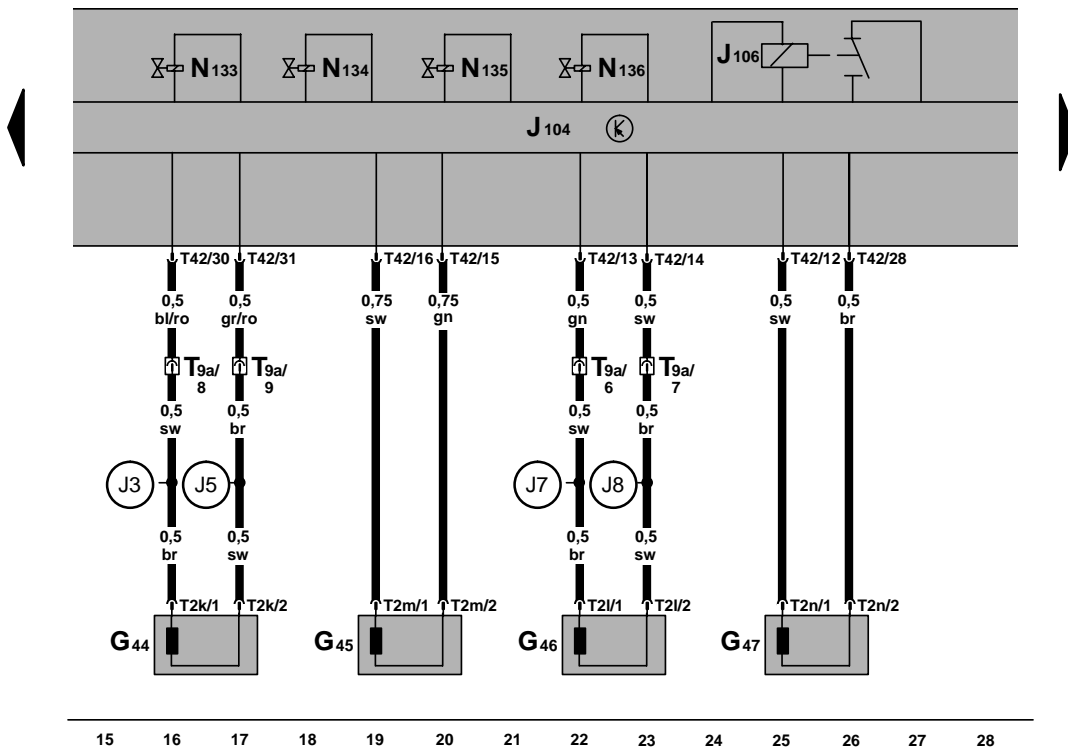 N133 N134 N135 N136 J106
J104
T42/30 T42/31 T42/16 T42/15 T42/13 T42/14 T42/12 T42/28
0,5 0,5 0,75 0,75 0,5 0,5 0,5 0,5
bl/ro gr/ro sw gn gn sw sw br
T9a/8 T9a/9 T9a/6 T9a/7
0,5 0,5 0,5 0,5
sw br sw br
J3 J5 J7 J8
0,5 0,5 0,5 0,5
br sw br sw
T2k/1 T2k/2 T2m/1 T2m/2 T2l/1 T2l/2 T2n/1 T2n/2
G44 G45 G46 G47
15 16 17 18 19 20 21 22 23 24 25 26 27 28